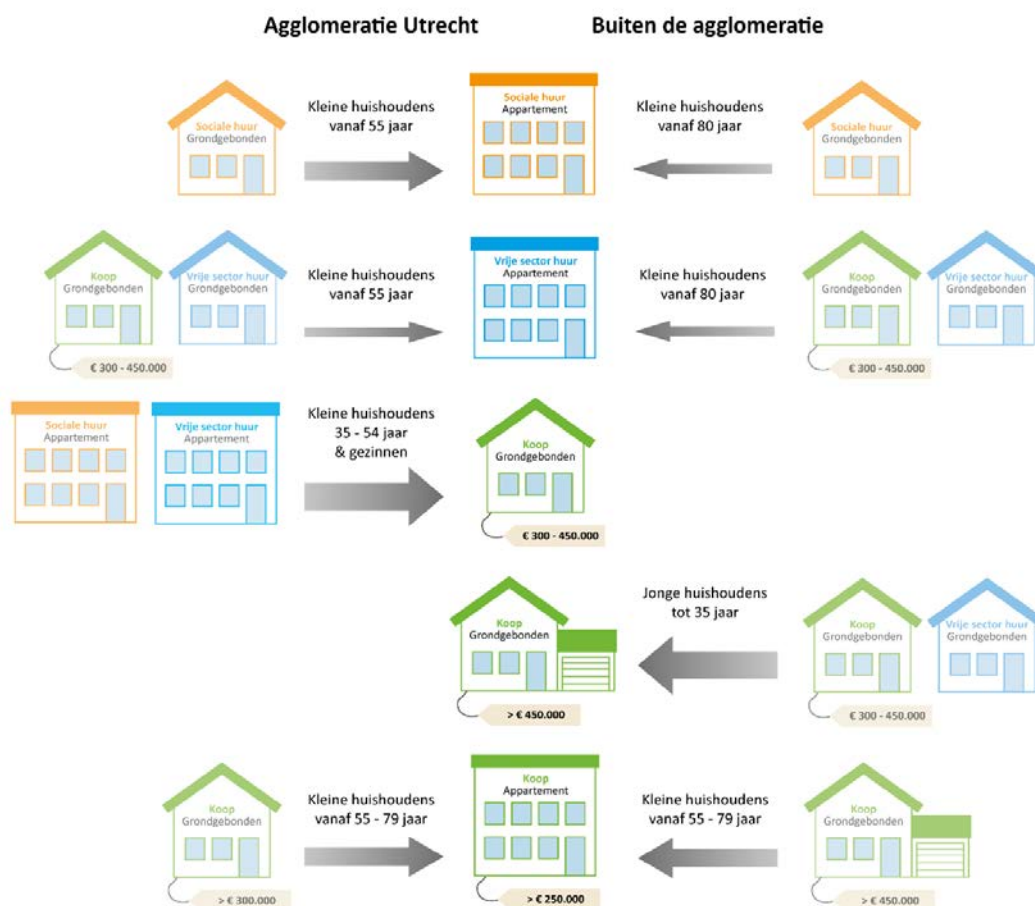 Agglomeratie Utrecht
Buiten de agglomeratie
Sociale huur
Grondgebonden
Kleine huishoudens
vanaf 55 jaar
Sociale huur
Appartement
Kleine huishoudens
vanaf 80 jaar
Sociale huur
Grondgebonden
Koop
Grondgebonden
€ 300 - 450.000
Vrije sector huur
Grondgebonden
Kleine huishoudens
vanaf 55 jaar
Vrije sector huur
Appartement
Kleine huishoudens
vanaf 80 jaar
Koop
Grondgebonden
€ 300 - 450.000
Vrije sector huur
Grondgebonden
Sociale huur
Appartement
Vrije sector huur
Appartement
Kleine huishoudens
35 - 54 jaar
& gezinnen
Koop
Grondgebonden
€ 300 - 450.000
Koop
Grondgebonden
> € 450.000
Jonge huishoudens
tot 35 jaar
Koop
Grondgebonden
€ 300 - 450.000
Vrije sector huur
Grondgebonden
Koop
Grondgebonden
> € 300.000
Kleine huishoudens
vanaf 55 - 79 jaar
Koop
Appartement
> € 250.000
Kleine huishoudens
vanaf 55 - 79 jaar
Koop
Grondgebonden
> € 450.000